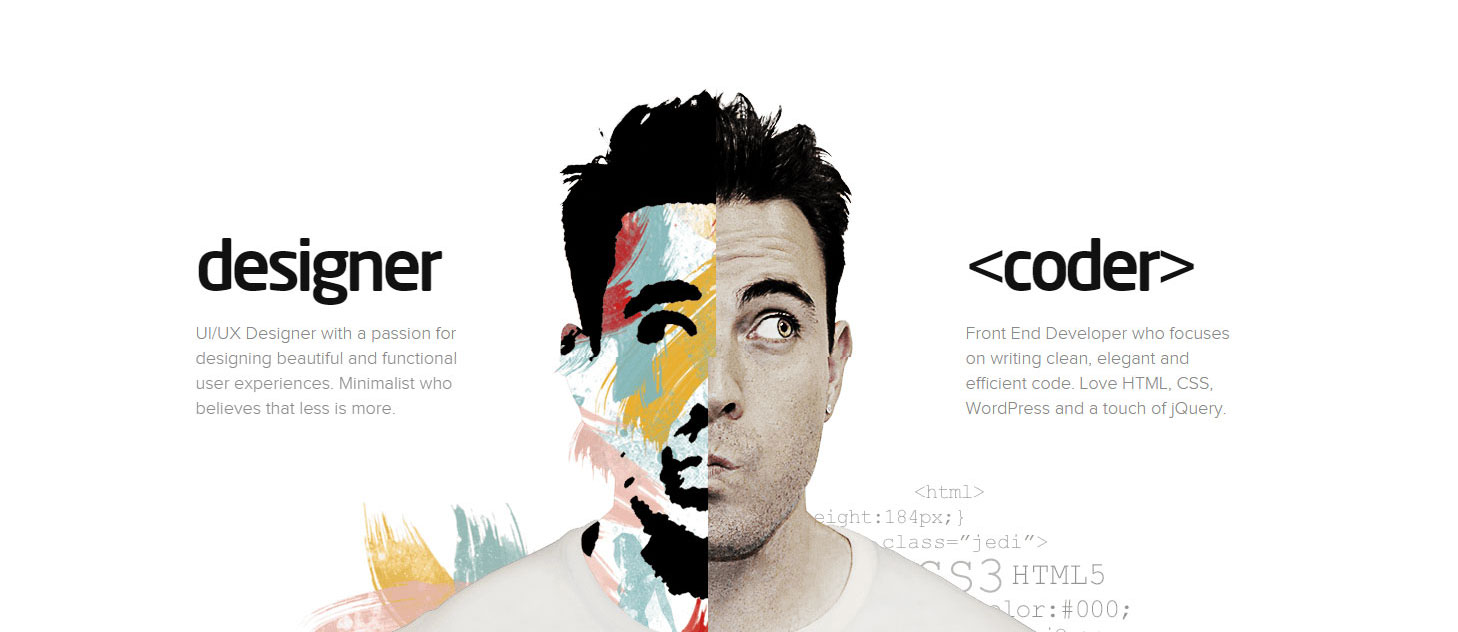 designer
UI/UX Designer with a passion for
designing beautiful and functional
user experiences. Minimalist who
believes that less is more.
<coder>
Front End Developer who focuses
on writing clean, elegant and
efficient code. Love HTML, CSS,
WordPress and a touch of jQuery.
<html>
eight:184px;}
class="jedi">
SS3 HTML5
olor:#000;